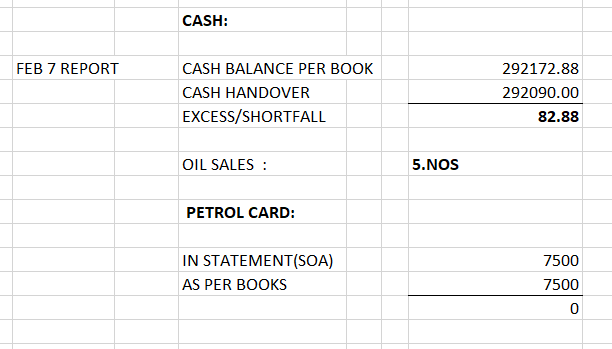 CASH:
FEB 7 REPORT CASH BALANCE PER BOOK 292172.88
CASH HANDOVER 292090.00
EXCESS/SHORTFALL 82.88
OIL SALES : 5.NOS
PETROL CARD:
IN STATEMENT(SOA) 7500
AS PER BOOKS 7500
0